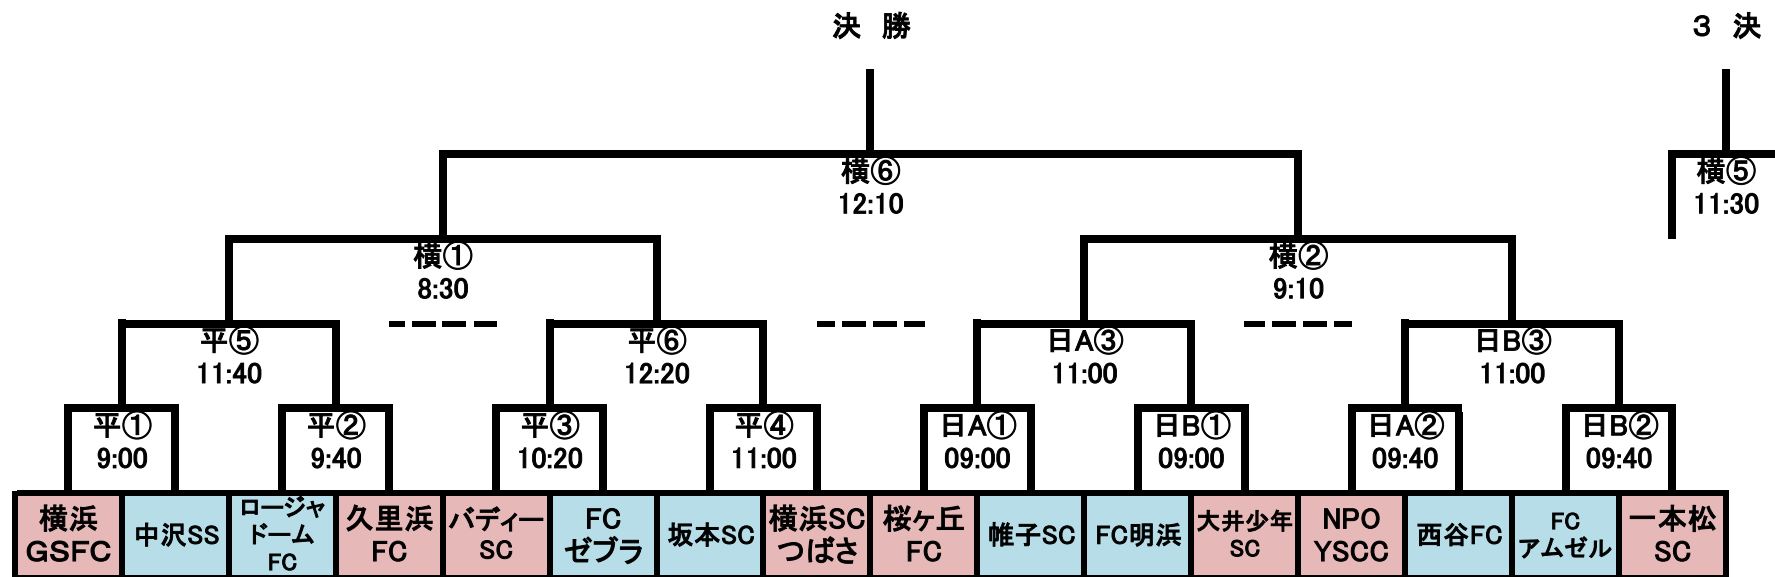 決 勝
3 決
横⑥
12:10
横⑤
11:30
横①
8:30
横②
9:10
平⑤
11:40
平⑥
12:20
日A③
11:00
日B③
11:00
平①
9:00
平②
9:40
平③
10:20
平④
11:00
日A①
09:00
日B①
09:00
日A②
09:40
日B②
09:40
横浜
GSFC
中沢SS
ロージャ
ドーム
FC
久里浜
FC
バディー
SC
FC
ゼブラ
坂本SC
横浜SC
つばさ
桜ヶ丘
FC
帷子SC
FC明浜
大井少年
SC
NPO
YSCC
西谷FC
FC
アムゼル
一本松
SC